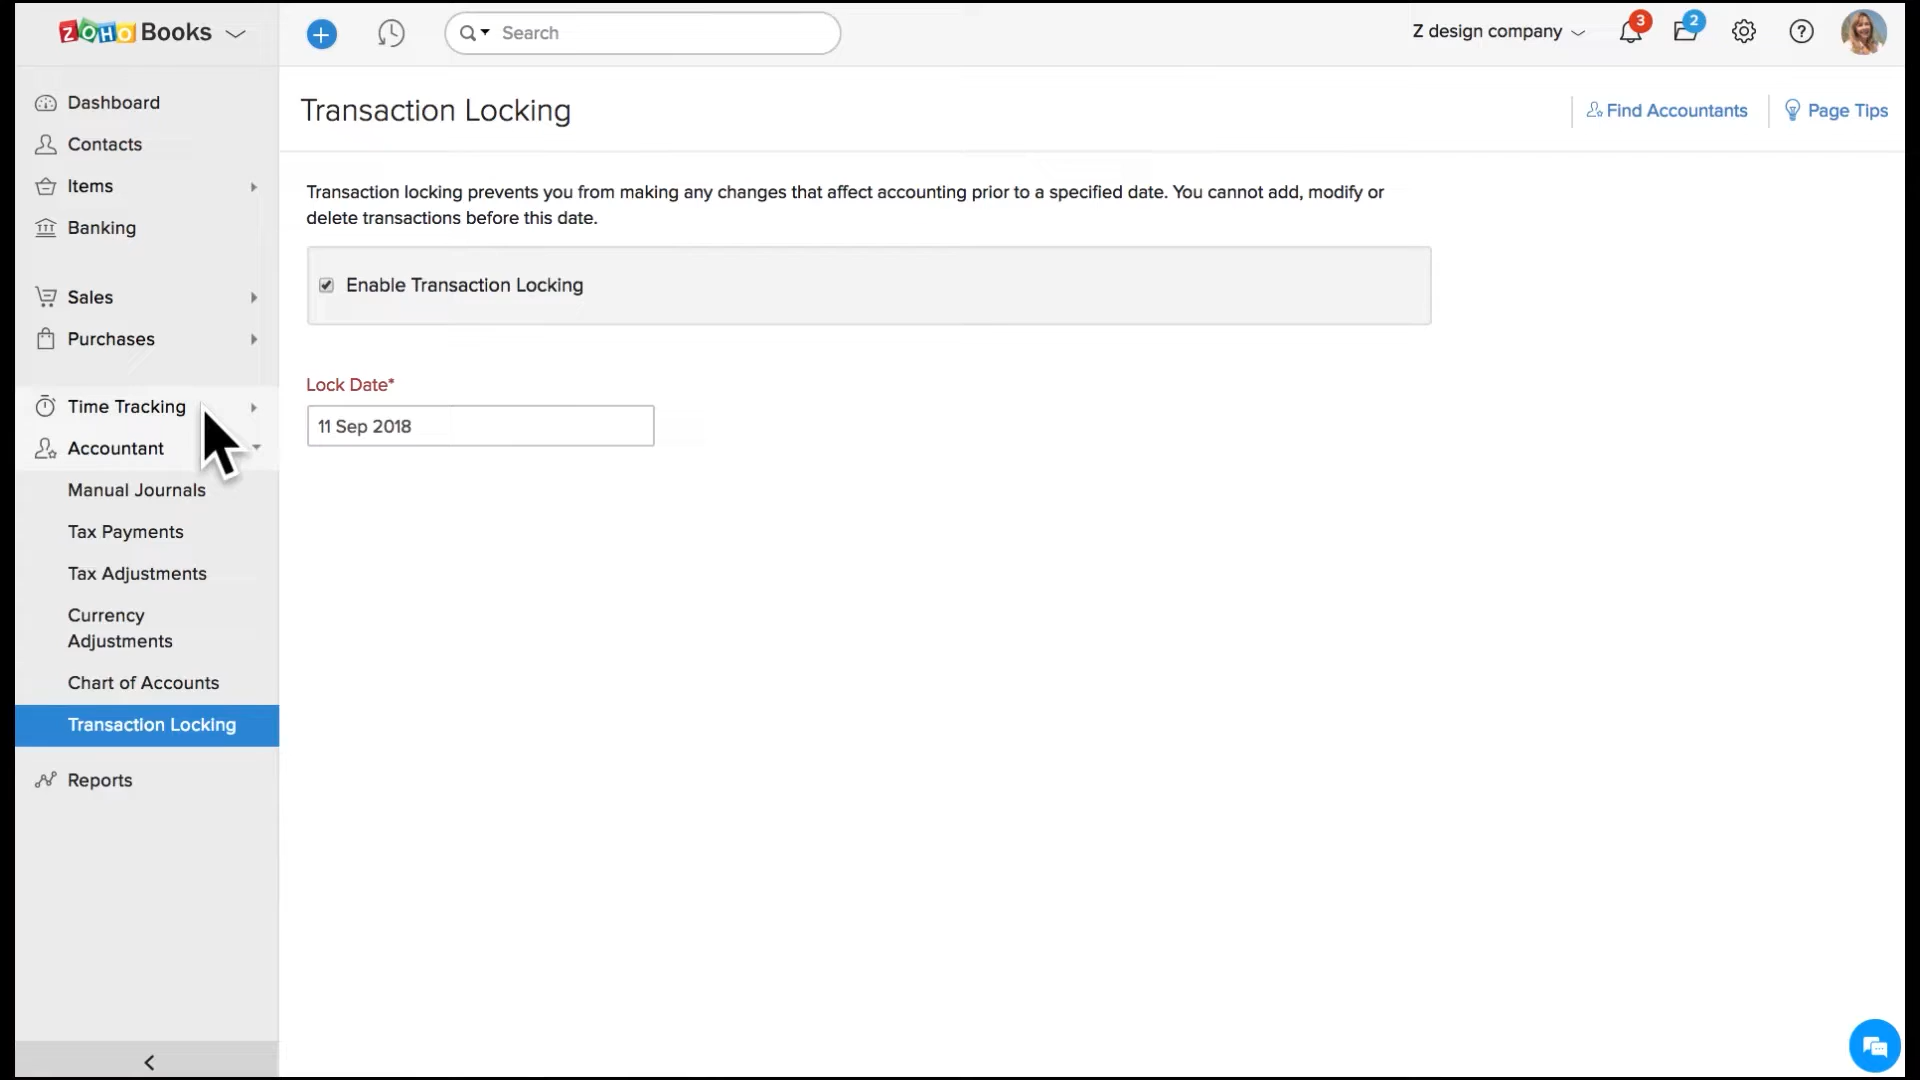 ZOHO Books
Search
Z design company
3
2
?
Dashboard
Contacts
Items
Banking
Sales
Purchases
Time Tracking
Accountant
Manual Journals
Tax Payments
Tax Adjustments
Currency
Adjustments
Chart of Accounts
Transaction Locking
Reports
Transaction Locking
Find Accountants
Page Tips
Transaction locking prevents you from making any changes that affect accounting prior to a specified date. You cannot add, modify or
delete transactions before this date.
Enable Transaction Locking
Lock Date*
11 Sep 2018